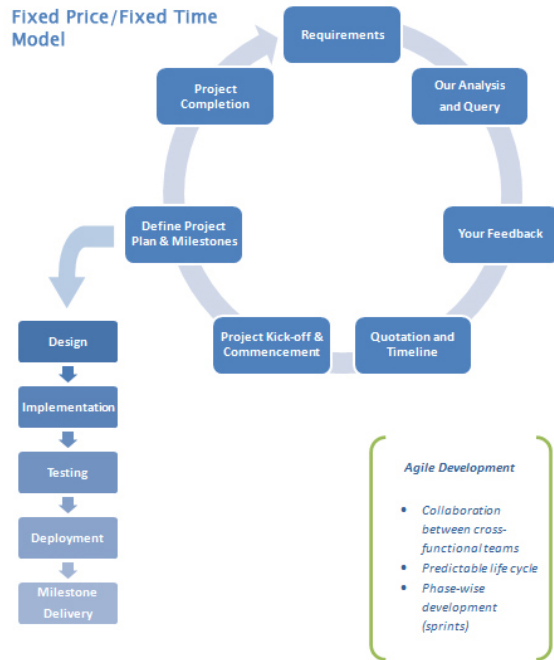 Fixed Price/Fixed Time
Model
Requirements
Our Analysis
and Query
Your Feedback
Quotation and
Timeline
Project Kick-off &
Commencement
Define Project
Plan & Milestones
Project
Completion
Design
Implementation
Testing
Deployment
Milestone
Delivery
Agile Development
• Collaboration
between cross-
functional teams
• Predictable life cycle
• Phase-wise
development
(sprints)